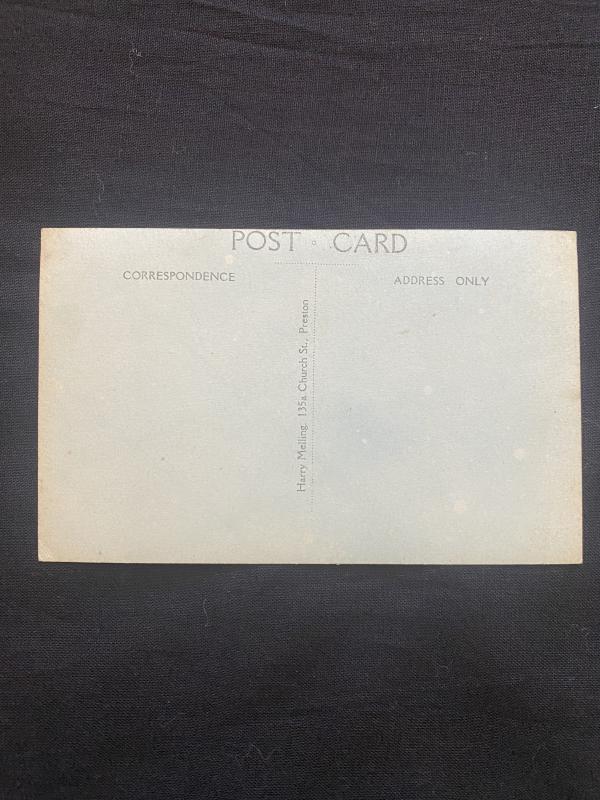 POST CARD
CORRESPONDENCE
ADDRESS ONLY
Harry Melling, 135a Church St., Preston